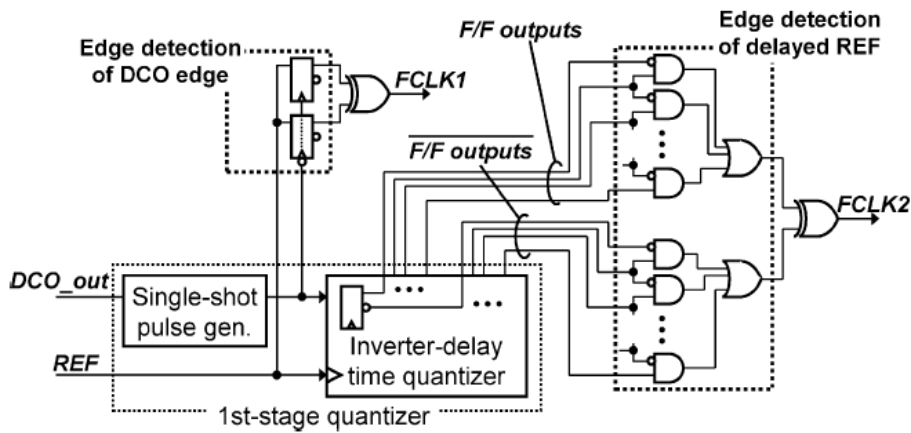 Edge detection
of DCO edge
FCLK1
F/F outputs
F/F outputs
Edge detection
of delayed REF
FCLK2
DCO_out
Single-shot
pulse gen.
REF
Inverter-delay
time quantizer
1st-stage quantizer